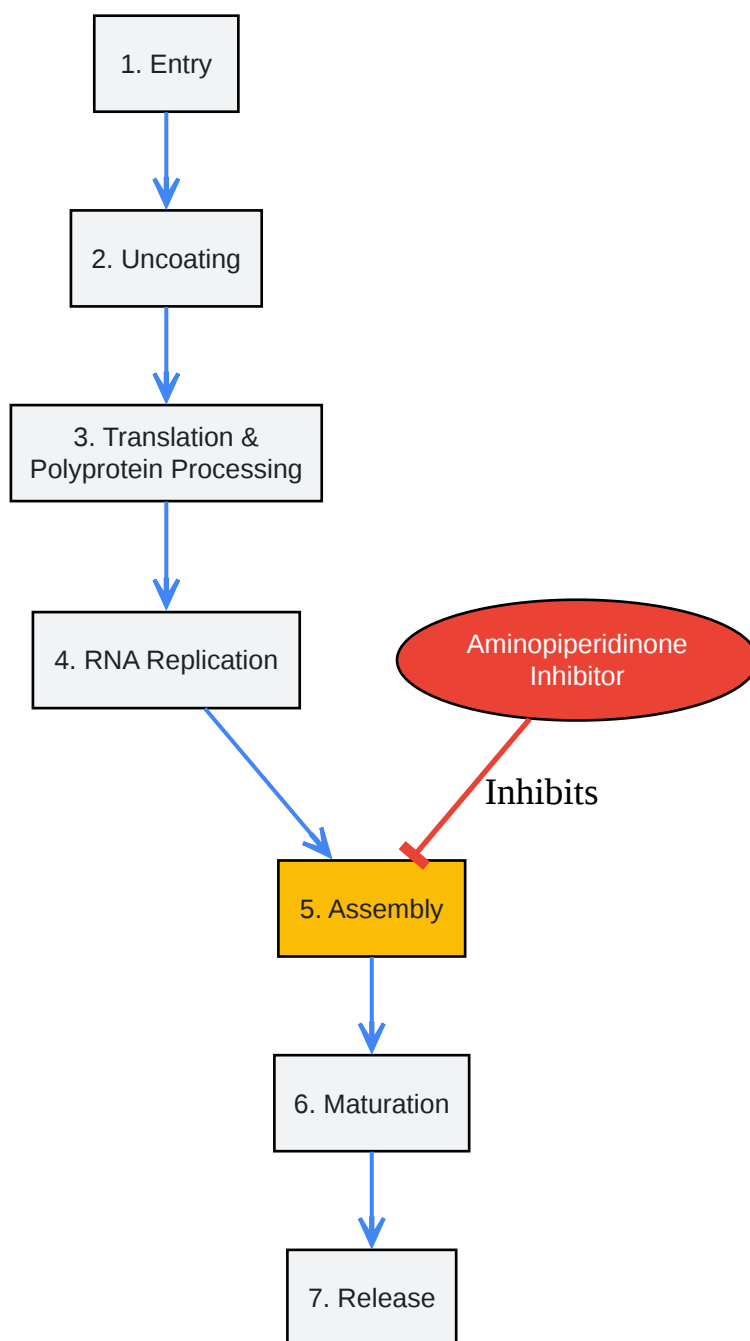 1. Entry
2. Uncoating
3. Translation &
Polyprotein Processing
4. RNA Replication
Aminopiperidinone
Inhibitor
Inhibits
5. Assembly
6. Maturation
7. Release